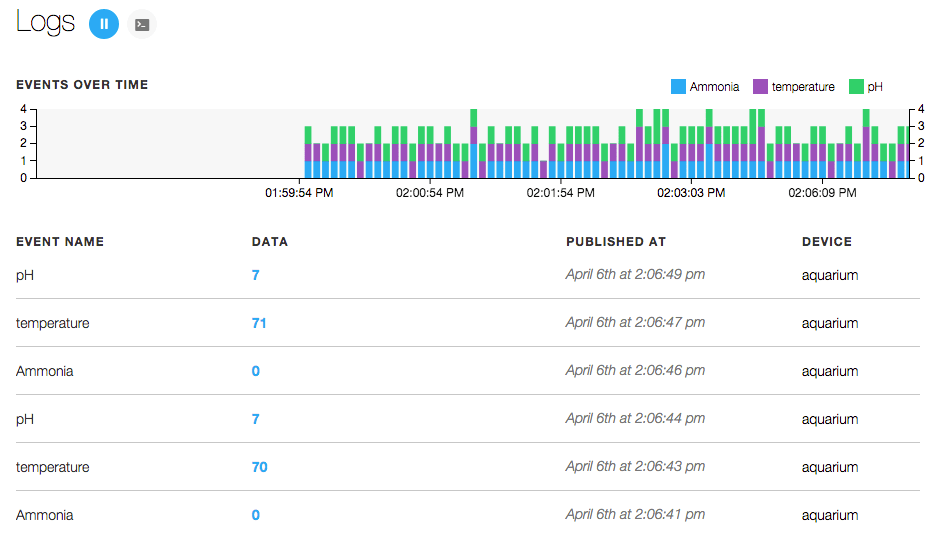 Logs
EVENTS OVER TIME
Ammonia temperature pH
4 4
3 3
2 2
1 1
0 0
01:59:54 PM 02:00:54 PM 02:01:54 PM 02:03:03 PM 02:06:09 PM
EVENT NAME DATA PUBLISHED AT DEVICE
pH 7 April 6th at 2:06:49 pm aquarium
temperature 71 April 6th at 2:06:47 pm aquarium
Ammonia 0 April 6th at 2:06:46 pm aquarium
pH 7 April 6th at 2:06:44 pm aquarium
temperature 70 April 6th at 2:06:43 pm aquarium
Ammonia 0 April 6th at 2:06:41 pm aquarium